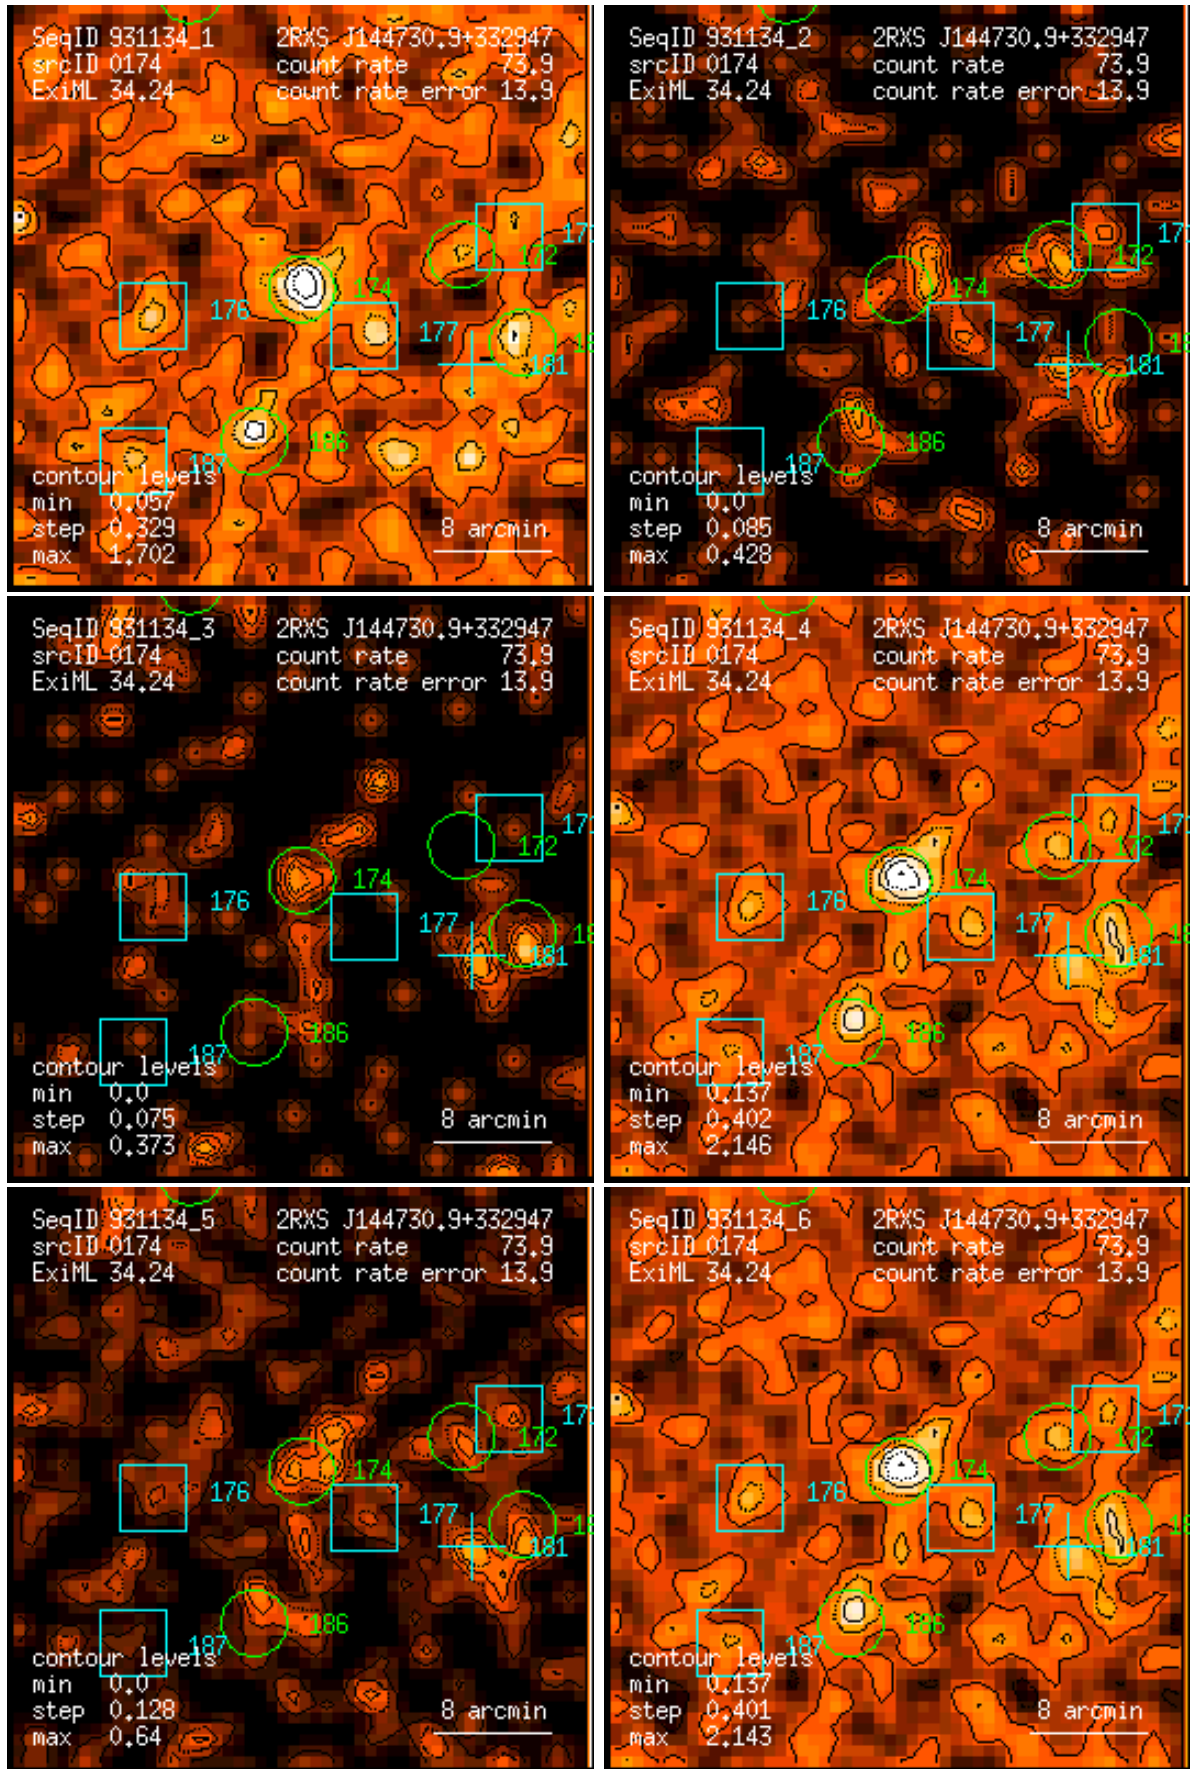 SeqID 931134_1 2RXS J144730.9+332947
srcID 0174 count rate 73.9
ExiML 34.24 count rate error 13.9
172
174
176
177
181
186
187
contour levels
min 0.057
step 0.329 8 arcmin
max 1.702
SeqID 931134_2 2RXS J144730.9+332947
srcID 0174 count rate 73.9
ExiML 34.24 count rate error 13.9
172
174
176
177
181
186
187
contour levels
min 0.0
step 0.085 8 arcmin
max 0.428
SeqID 931134_3 2RXS J144730.9+332947
srcID 0174 count rate 73.9
ExiML 34.24 count rate error 13.9
172
174
176
177
181
186
187
contour levels
min 0.0
step 0.075 8 arcmin
max 0.373
SeqID 931134_4 2RXS J144730.9+332947
srcID 0174 count rate 73.9
ExiML 34.24 count rate error 13.9
172
174
176
177
181
186
187
contour levels
min 0.137
step 0.402 8 arcmin
max 2.146
SeqID 931134_5 2RXS J144730.9+332947
srcID 0174 count rate 73.9
ExiML 34.24 count rate error 13.9
172
174
176
177
181
186
187
contour levels
min 0.0
step 0.128 8 arcmin
max 0.64
SeqID 931134_6 2RXS J144730.9+332947
srcID 0174 count rate 73.9
ExiML 34.24 count rate error 13.9
172
174
176
177
181
186
187
contour levels
min 0.137
step 0.401 8 arcmin
max 2.143